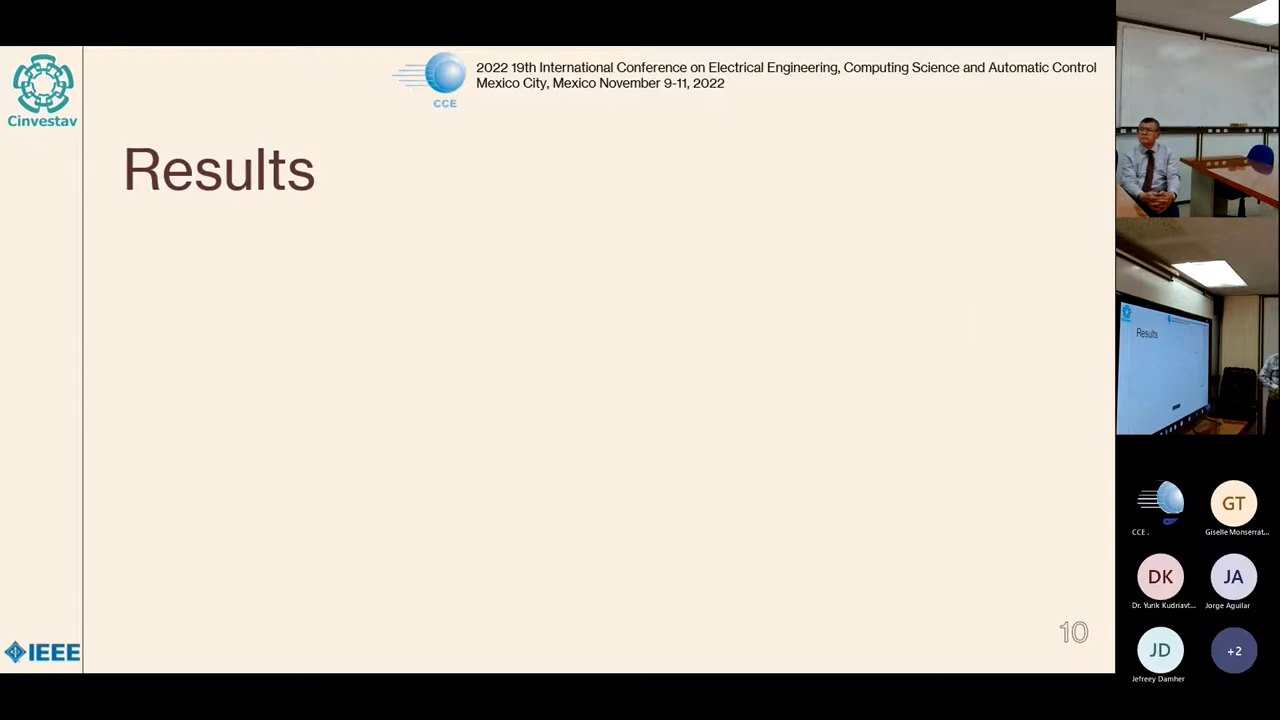 Cinvestav
CCE
2022 19th International Conference on Electrical Engineering, Computing Science and Automatic Control
Mexico City, Mexico November 9-11, 2022
Results
10
IEEE
Results
CCE .
GT
Giselle Monserrat...
DK
Dr. Yurik Kudriavt...
JA
Jorge Aguilar
JD
Jefreey Damher
+2